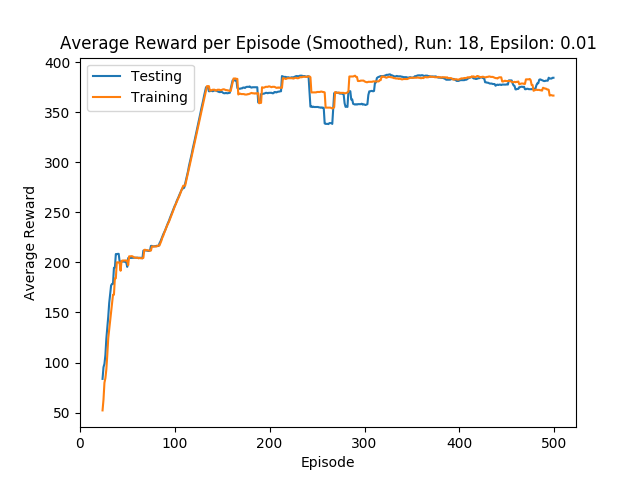 Average Reward per Episode (Smoothed), Run: 18, Epsilon: 0.01
Testing
Training
Average Reward
400
350
300
250
200
150
100
50
0 100 200 300 400 500
Episode